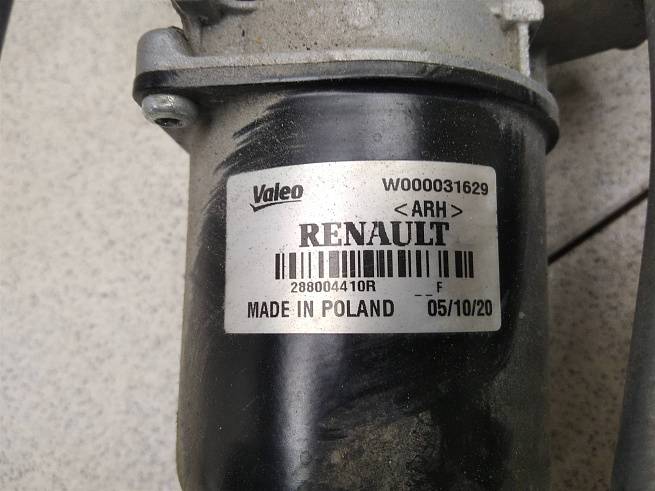 Valeo W000031629
<ARH>
RENAULT
288004410R _ _ F
MADE IN POLAND 05/10/20